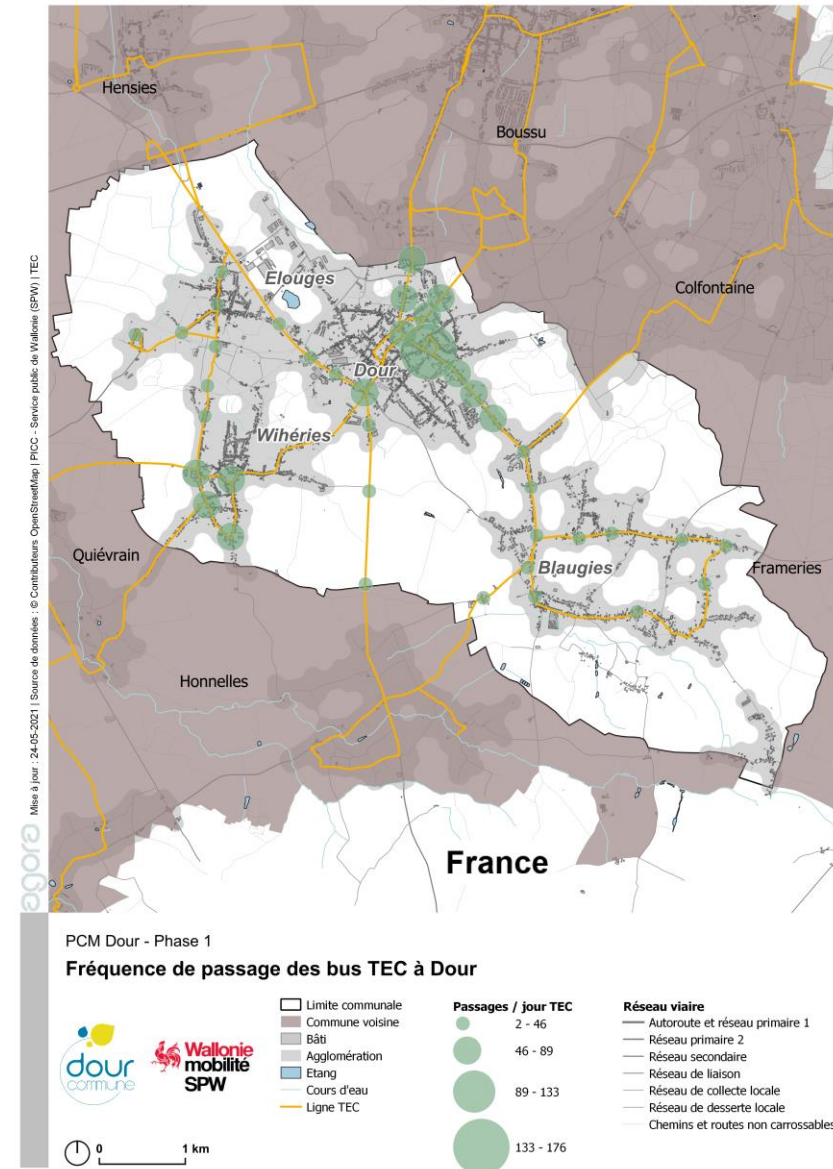 Hensies
Boussu
Elouges
Colfontaine
Dour
Wihéries
Quiévrain
Blaugies
Frameries
Honnelles
France
agora Mise à jour : 24-05-2021 | Source de données : © Contributeurs OpenStreetMap | PICC - Service public de Wallonie (SPW) | TEC
PCM Dour - Phase 1
Fréquence de passage des bus TEC à Dour
dour
commune
Wallonie
mobilité
SPW
0 1 km
Limite communale
Commune voisine
Bâti
Agglomération
Etang
Cours d'eau
Ligne TEC
Passages / jour TEC
2 - 46
46 - 89
89 - 133
133 - 176
Réseau viaire
Autoroute et réseau primaire 1
Réseau primaire 2
Réseau secondaire
Réseau de liaison
Réseau de collecte locale
Réseau de desserte locale
Chemins et routes non carrossables